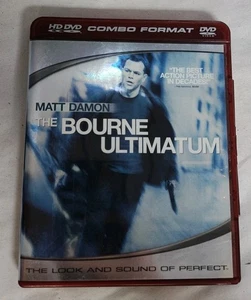 HD DVD COMBO FORMAT DVD
"THE BEST
ACTION PICTURE
IN DECADES!"
MATT DAMON
THE BOURNE
ULTIMATUM
THE LOOK AND SOUND OF PERFECT.